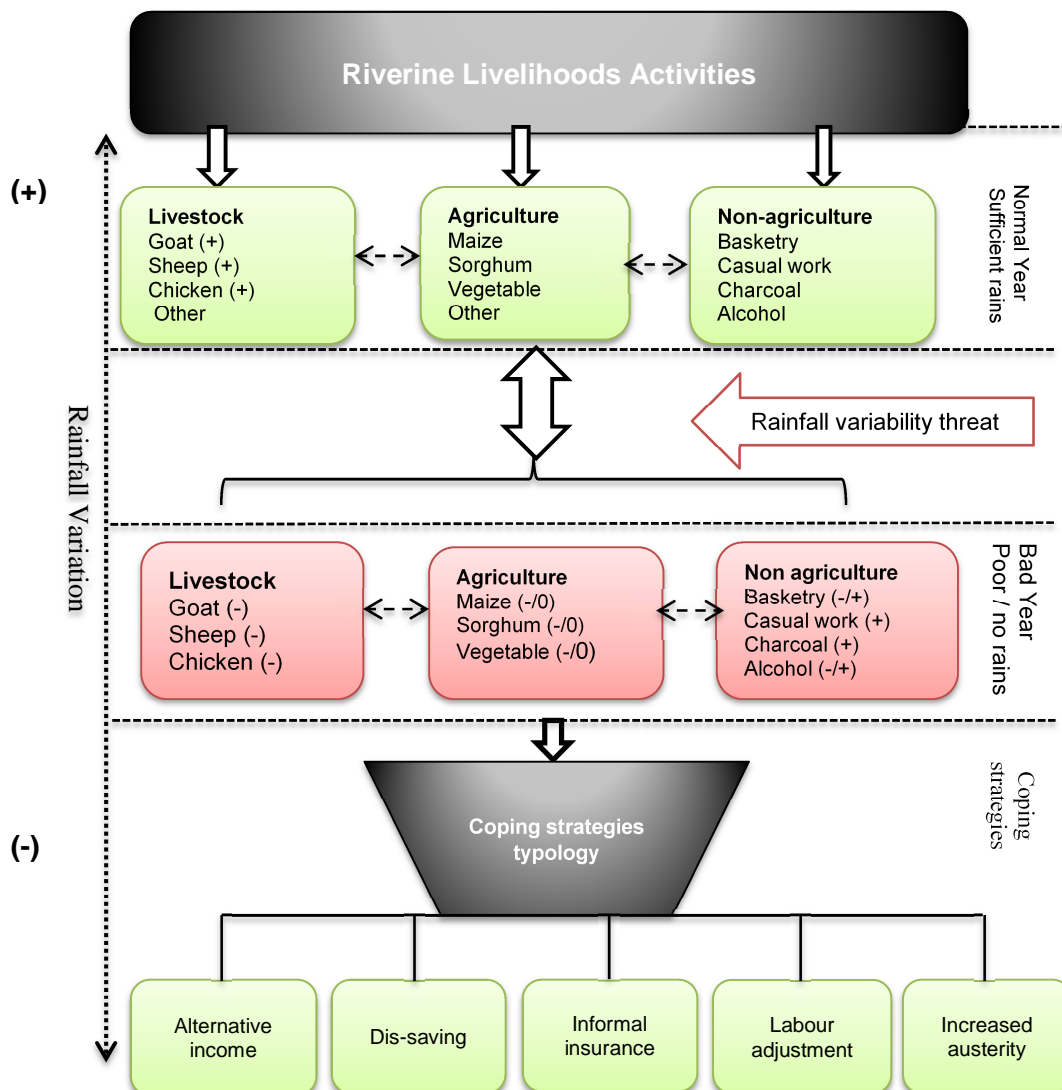 Riverine Livelihoods Activities
(+)
Livestock
Goat (+)
Sheep (+)
Chicken (+)
Other
Agriculture
Maize
Sorghum
Vegetable
Other
Non-agriculture
Basketry
Casual work
Charcoal
Alcohol
Normal Year
Sufficient rains
Rainfall variability threat
Rainfall Variation
Livestock
Goat (-)
Sheep (-)
Chicken (-)
Agriculture
Maize (-/0)
Sorghum (-/0)
Vegetable (-/0)
Non agriculture
Basketry (-/+)
Casual work (+)
Charcoal (+)
Alcohol (-/+)
Bad Year
Poor / no rains
(-)
Coping strategies
typology
Coping
strategies
Alternative
income
Dis-saving
Informal
insurance
Labour
adjustment
Increased
austerity